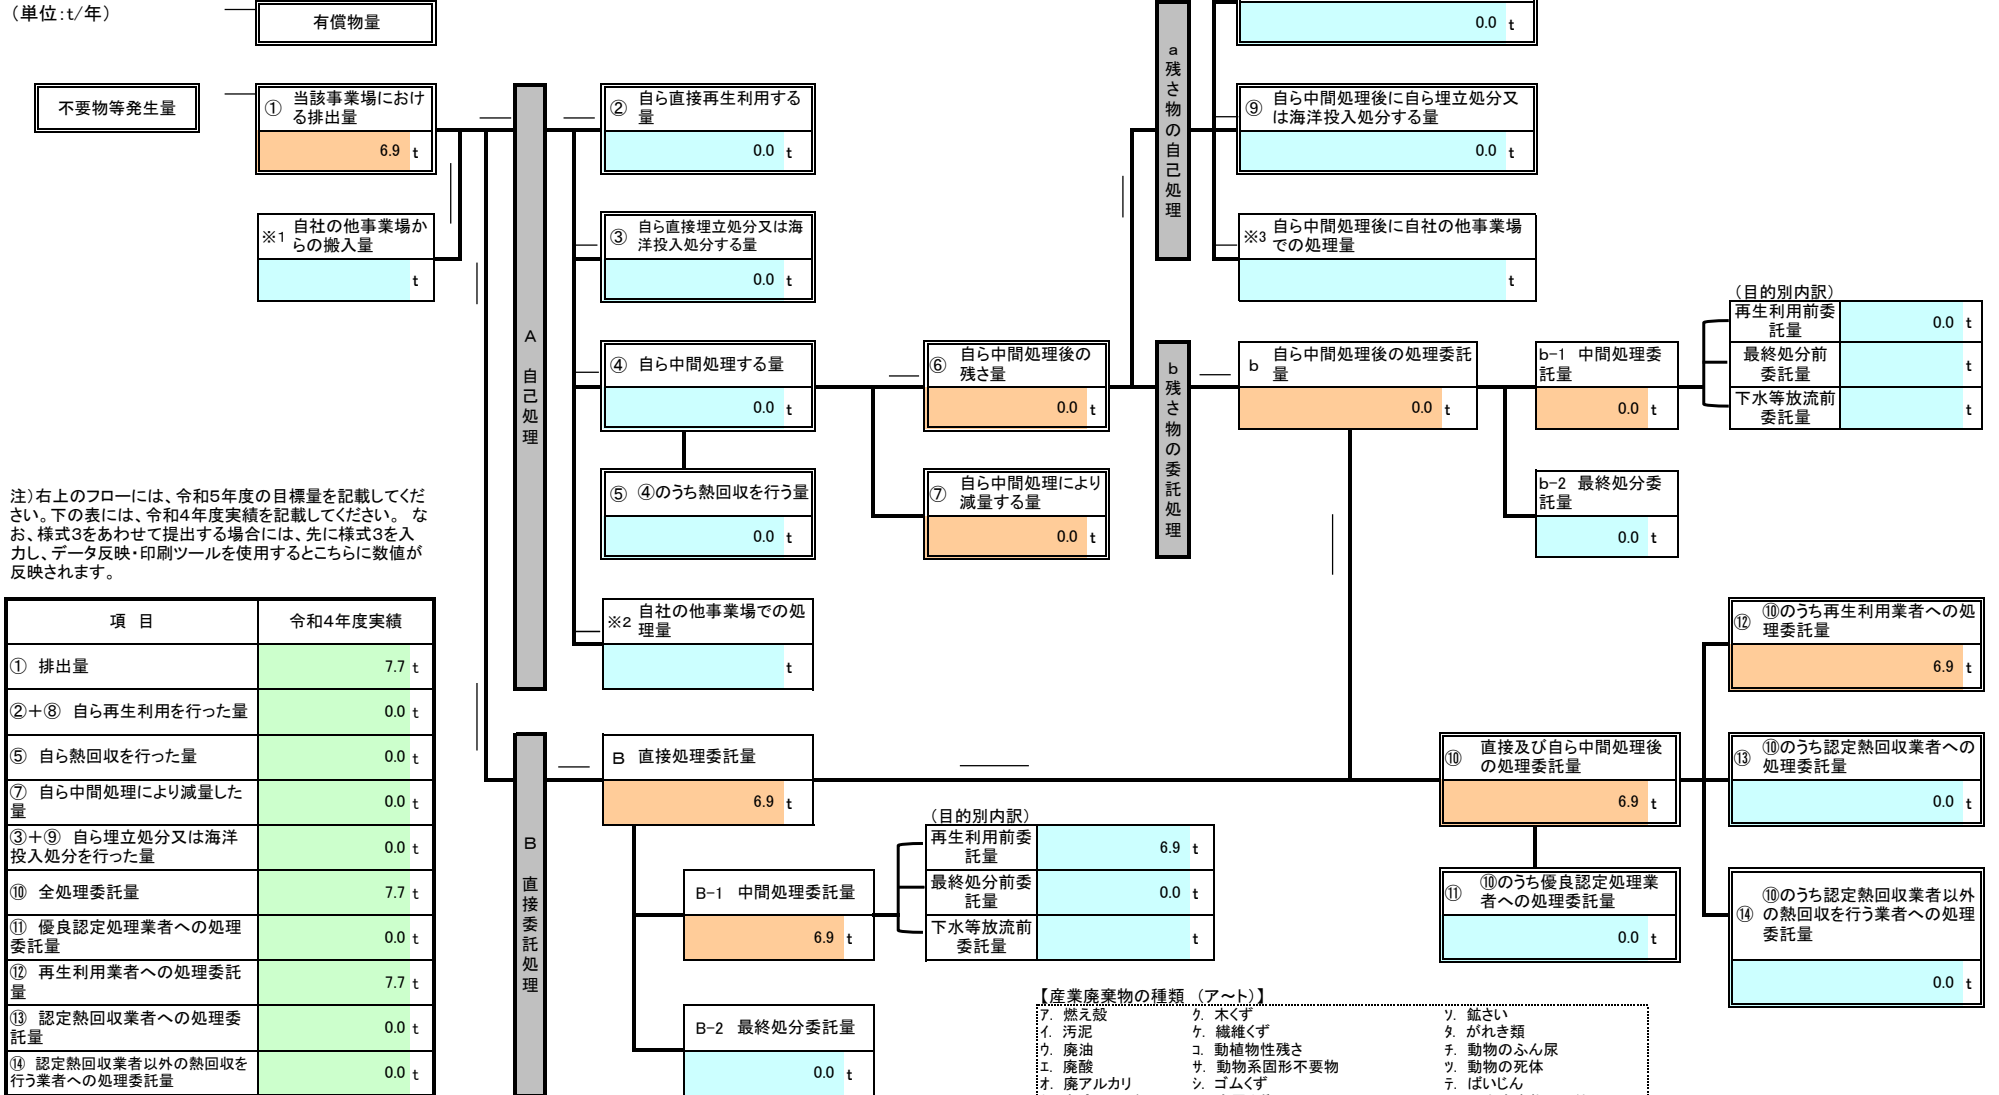 （単位:t/年）
有償物量
0.0 t
不要物等発生量
① 当該事業場におけ
る排出量
6.9 t
※1 自社の他事業場か
らの搬入量
t
A 自己処理
② 自ら直接再生利用する
量
0.0 t
③ 自ら直接埋立処分又は海
洋投入処分する量
0.0 t
④ 自ら中間処理する量
0.0 t
⑤ ④のうち熱回収を行う量
0.0 t
※2 自社の他事業場での処
理量
t
⑥ 自ら中間処理後の
残さ量
0.0 t
⑦ 自ら中間処理により
減量する量
0.0 t
a残さ物の自己処理
⑨ 自ら中間処理後に自ら埋立処分又
は海洋投入処分する量
0.0 t
※3 自ら中間処理後に自社の他事業場
での処理量
t
b残さ物の委託処理
b 自ら中間処理後の処理委託
量
0.0 t
b-1 中間処理委
託量
0.0 t
b-2 最終処分委
託量
0.0 t
（目的別内訳）
再生利用前委
託量
0.0 t
最終処分前
委託量
t
下水等放流前
委託量
t
注）右上のフローには、令和5年度の目標量を記載してくだ
さい。下の表には、令和4年度実績を記載してください。 な
お、様式3をあわせて提出する場合には、先に様式3を入
力し、データ反映・印刷ツールを使用するとこちらに数値が
反映されます。
項 目 令和4年度実績
① 排出量 7.7 t
②＋⑧ 自ら再生利用を行った量 0.0 t
⑤ 自ら熱回収を行った量 0.0 t
⑦ 自ら中間処理により減量した
量 0.0 t
③＋⑨ 自ら埋立処分又は海洋
投入処分を行った量 0.0 t
⑩ 全処理委託量 7.7 t
⑪ 優良認定処理業者への処理
委託量 0.0 t
⑫ 再生利用業者への処理委託
量 7.7 t
⑬ 認定熱回収業者への処理委
託量 0.0 t
⑭ 認定熱回収業者以外の熱回収を
行う業者への処理委託量 0.0 t
B 直接委託処理
B 直接処理委託量
6.9 t
B-1 中間処理委託量
6.9 t
B-2 最終処分委託量
0.0 t
（目的別内訳）
再生利用前委
託量
6.9 t
最終処分前委
託量
0.0 t
下水等放流前
委託量
t
⑩ 直接及び自ら中間処理後
の処理委託量
6.9 t
⑪ ⑩のうち優良認定処理業
者への処理委託量
0.0 t
⑫ ⑩のうち再生利用業者への処
理委託量
6.9 t
⑬ ⑩のうち認定熱回収業者への
処理委託量
0.0 t
⑭ ⑩のうち認定熱回収業者以外
の熱回収を行う業者への処理
委託量
0.0 t
【産業廃棄物の種類 （ア～ト）】
ア. 燃え殻 ク. 木くず ソ. 鉱さい
イ. 汚泥 ケ. 繊維くず タ. がれき類
ウ. 廃油 コ. 動植物性残さ チ. 動物のふん尿
エ. 廃酸 サ. 動物系固形不要物 ツ. 動物の死体
オ. 廃アルカリ シ. ゴムくず テ. ばいじん